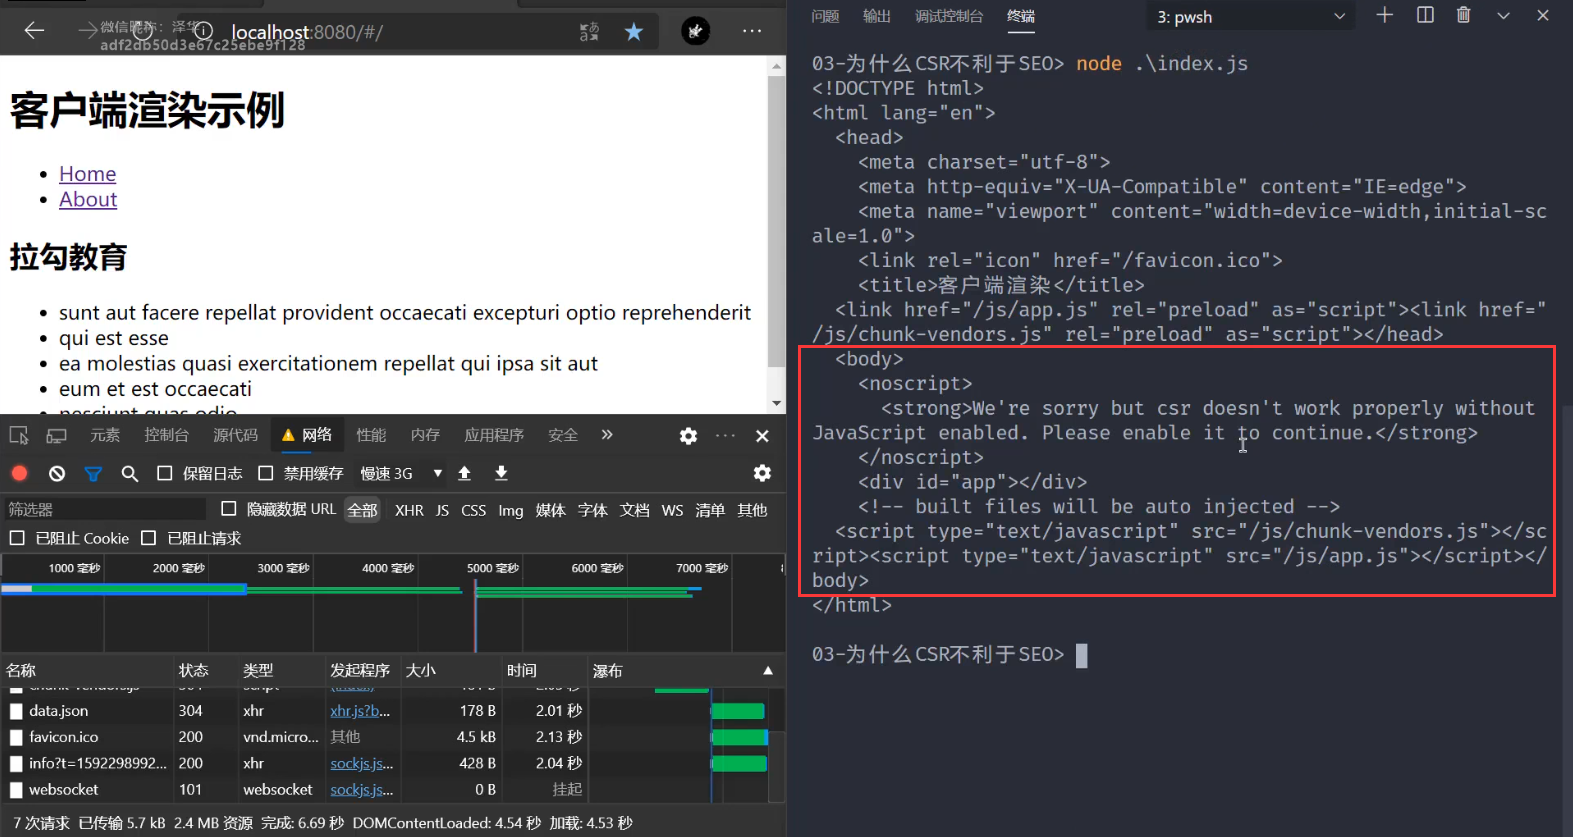 微信昵称：泽华
adf2db50d3e67c25ebe9f128
localhost:8080/#/
客户端渲染示例
Home
About
拉勾教育
sunt aut facere repellat provident occaecati excepturi optio reprehenderit
qui est esse
ea molestias quasi exercitationem repellat qui ipsa sit aut
eum et est occaecati
nesciunt quas odio
元素 控制台 源代码 网络 性能 内存 应用程序 安全
保留日志 禁用缓存 慢速 3G
筛选器 隐藏数据 URL 全部 XHR JS CSS Img 媒体 字体 文档 WS 清单 其他
已阻止 Cookie 已阻止请求
1000 毫秒 2000 毫秒 3000 毫秒 4000 毫秒 5000 毫秒 6000 毫秒 7000 毫秒
名称 状态 类型 发起程序 大小 时间 瀑布
chunk-vendors.js 304 script (index)
data.json 304 xhr xhr.js?b... 178 B 2.01 秒
favicon.ico 200 vnd.micro... 其他 4.5 kB 2.13 秒
info?t=1592298992... 200 xhr sockjs.js... 428 B 2.04 秒
websocket 101 websocket sockjs.js... 0 B 挂起
7 次请求 已传输 5.7 kB 2.4 MB 资源 完成: 6.69 秒 DOMContentLoaded: 4.54 秒 加载: 4.53 秒
问题 输出 调试控制台 终端 3: pwsh
03-为什么CSR不利于SEO> node .\index.js
<!DOCTYPE html>
<html lang="en">
<head>
<meta charset="utf-8">
<meta http-equiv="X-UA-Compatible" content="IE=edge">
<meta name="viewport" content="width=device-width,initial-sc
ale=1.0">
<link rel="icon" href="/favicon.ico">
<title>客户端渲染</title>
<link href="/js/app.js" rel="preload" as="script"><link href="
/js/chunk-vendors.js" rel="preload" as="script"></head>
<body>
<noscript>
<strong>We're sorry but csr doesn't work properly without
JavaScript enabled. Please enable it to continue.</strong>
</noscript>
<div id="app"></div>
<!-- built files will be auto injected -->
<script type="text/javascript" src="/js/chunk-vendors.js"></sc
ript><script type="text/javascript" src="/js/app.js"></script></
body>
</html>
03-为什么CSR不利于SEO>